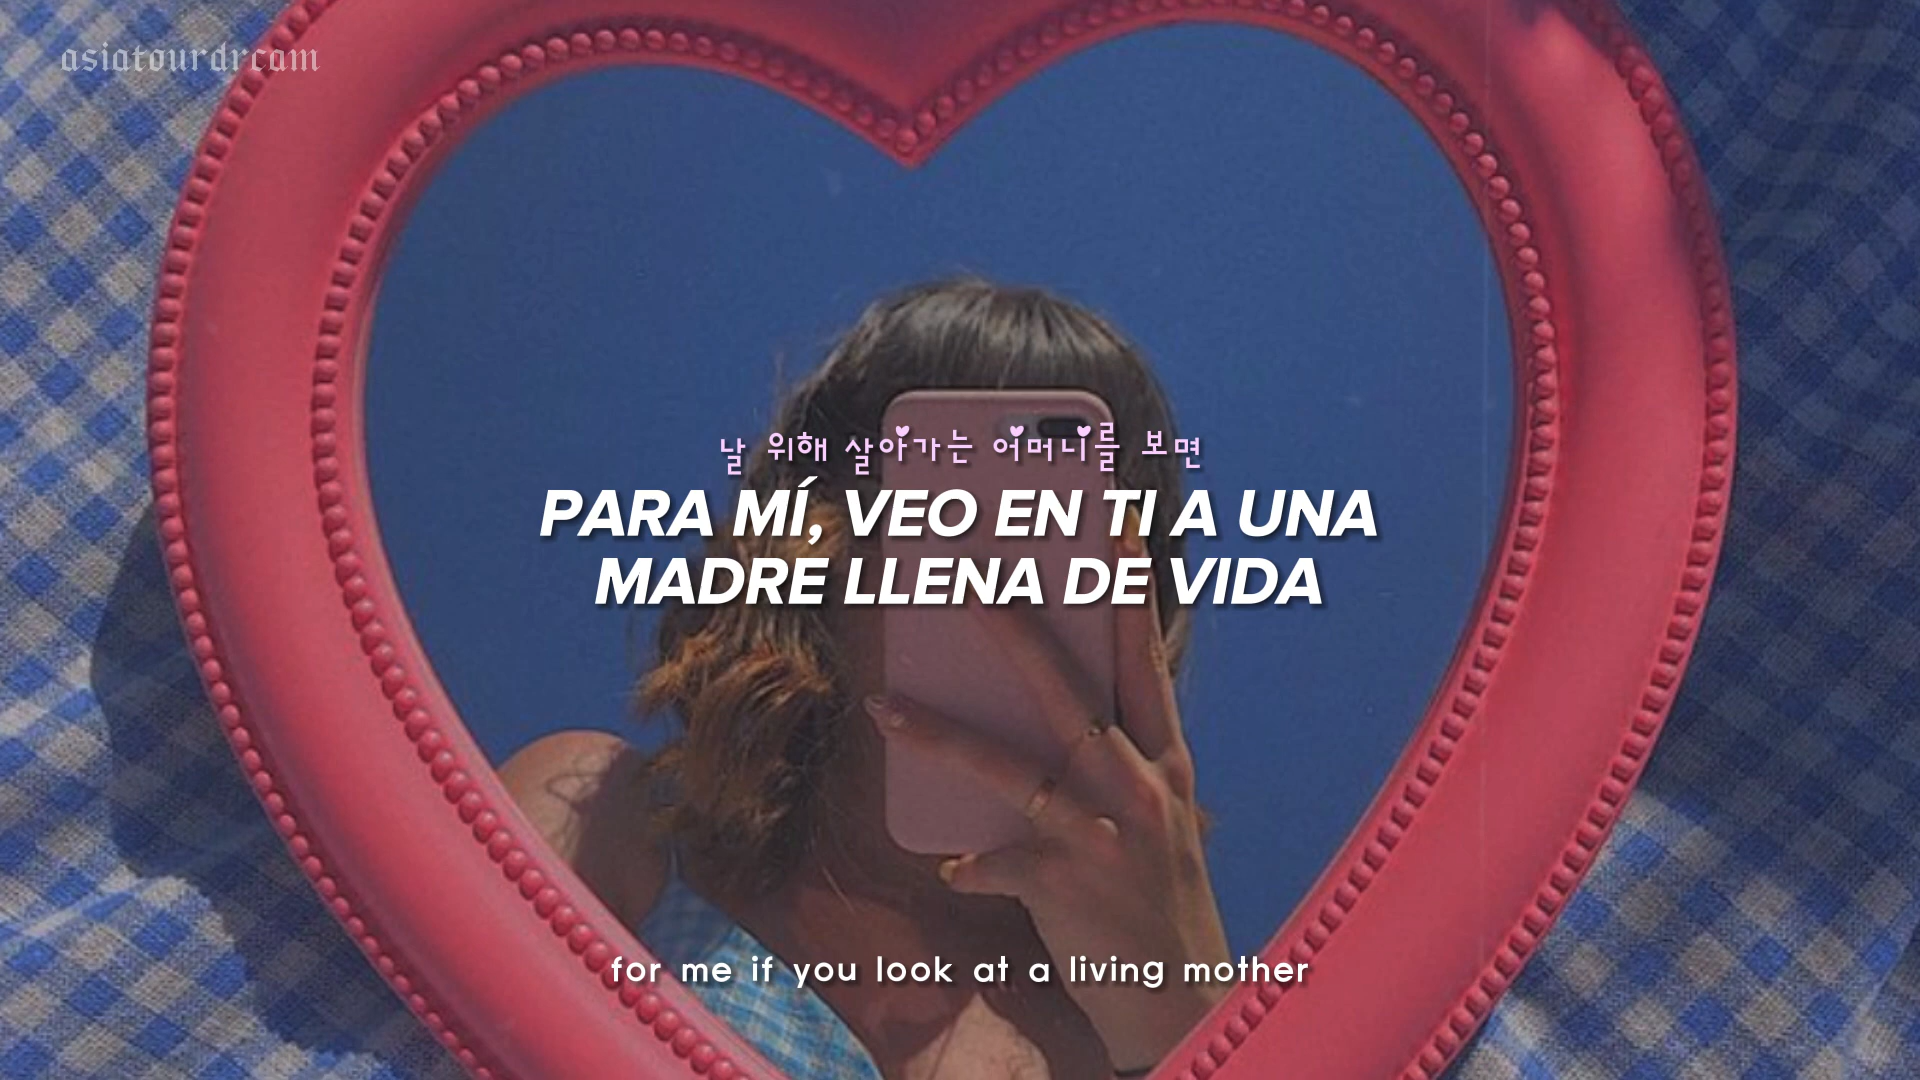 asiatourdream
날 위해 살아가는 어머니를 보면
PARA MÍ, VEO EN TI A UNA
MADRE LLENA DE VIDA
for me if you look at a living mother